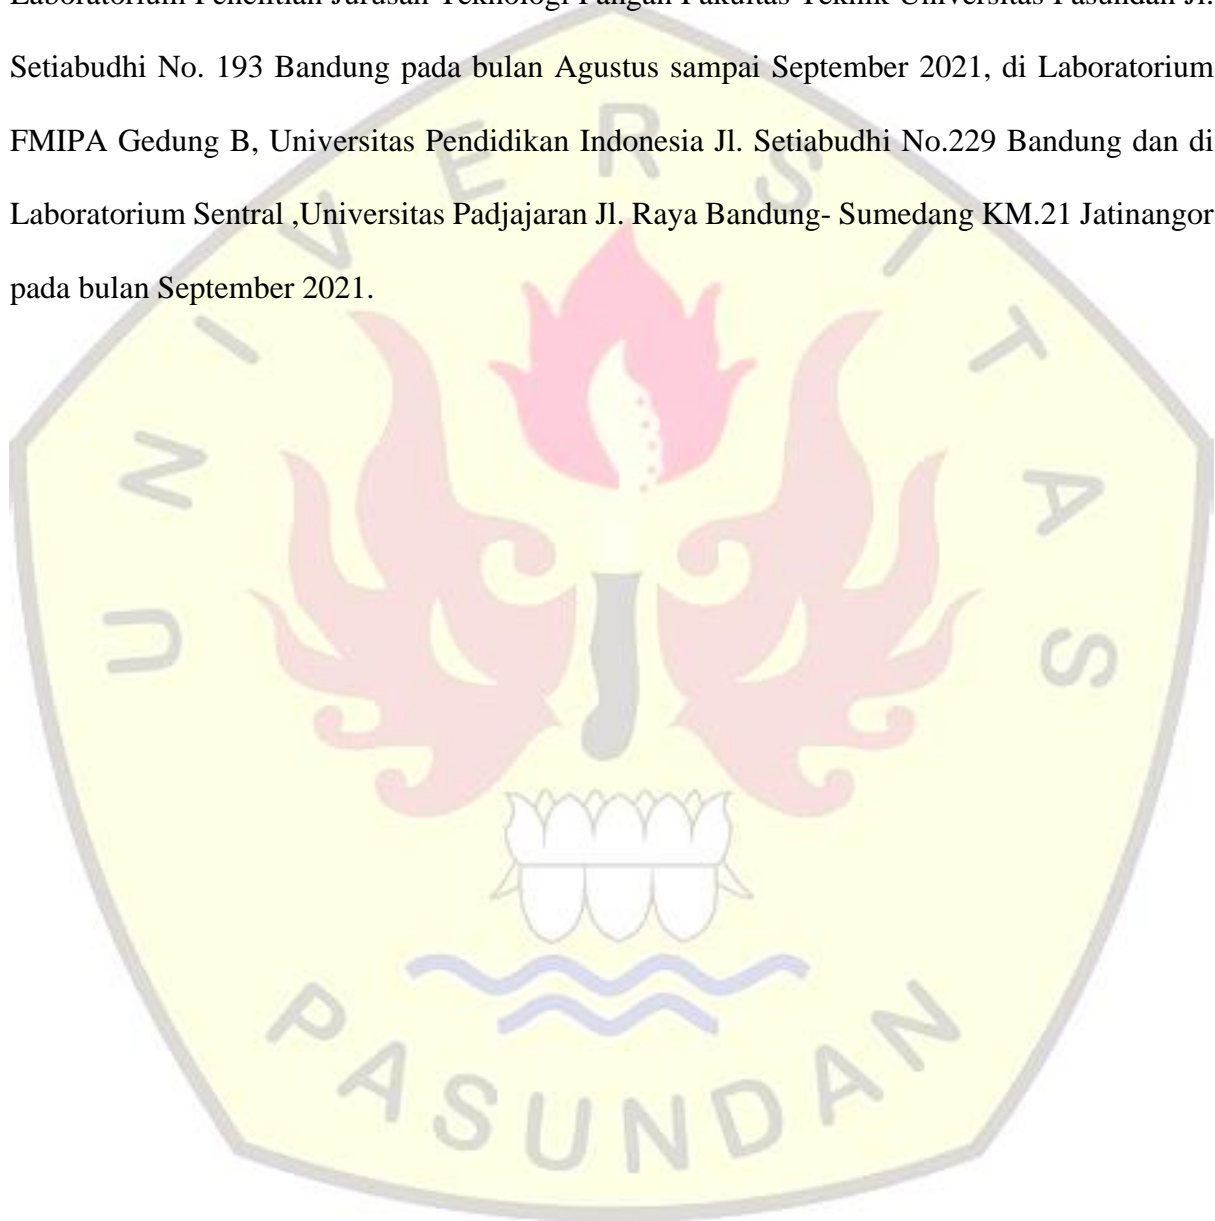 Laboratorium Penelitian Jurusan Teknologi Pangan Fakultas Teknik Universitas Pasundan Jl.
Setiabudhi No. 193 Bandung pada bulan Agustus sampai September 2021, di Laboratorium
FMIPA Gedung B, Universitas Pendidikan Indonesia Jl. Setiabudhi No.229 Bandung dan di
Laboratorium Sentral ,Universitas Padjajaran Jl. Raya Bandung- Sumedang KM.21 Jatinangor
pada bulan September 2021.
UNIVERSITAS
PASUNDAN